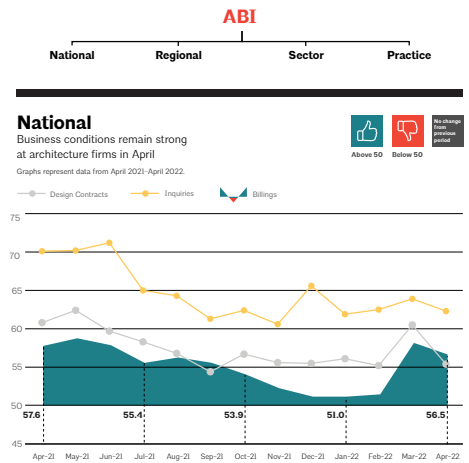 ABI
National Regional Sector Practice
National
Business conditions remain strong
at architecture firms in April
Graphs represent data from April 2021–April 2022.
No change
from
previous
period
Above 50 Below 50
Design Contracts Inquiries Billings
75
70
65
60
55
50
57.6 55.4 53.9 51.0 56.5
45
Apr-21 May-21 Jun-21 Jul-21 Aug-21 Sep-21 Oct-21 Nov-21 Dec-21 Jan-22 Feb-22 Mar-22 Apr-22